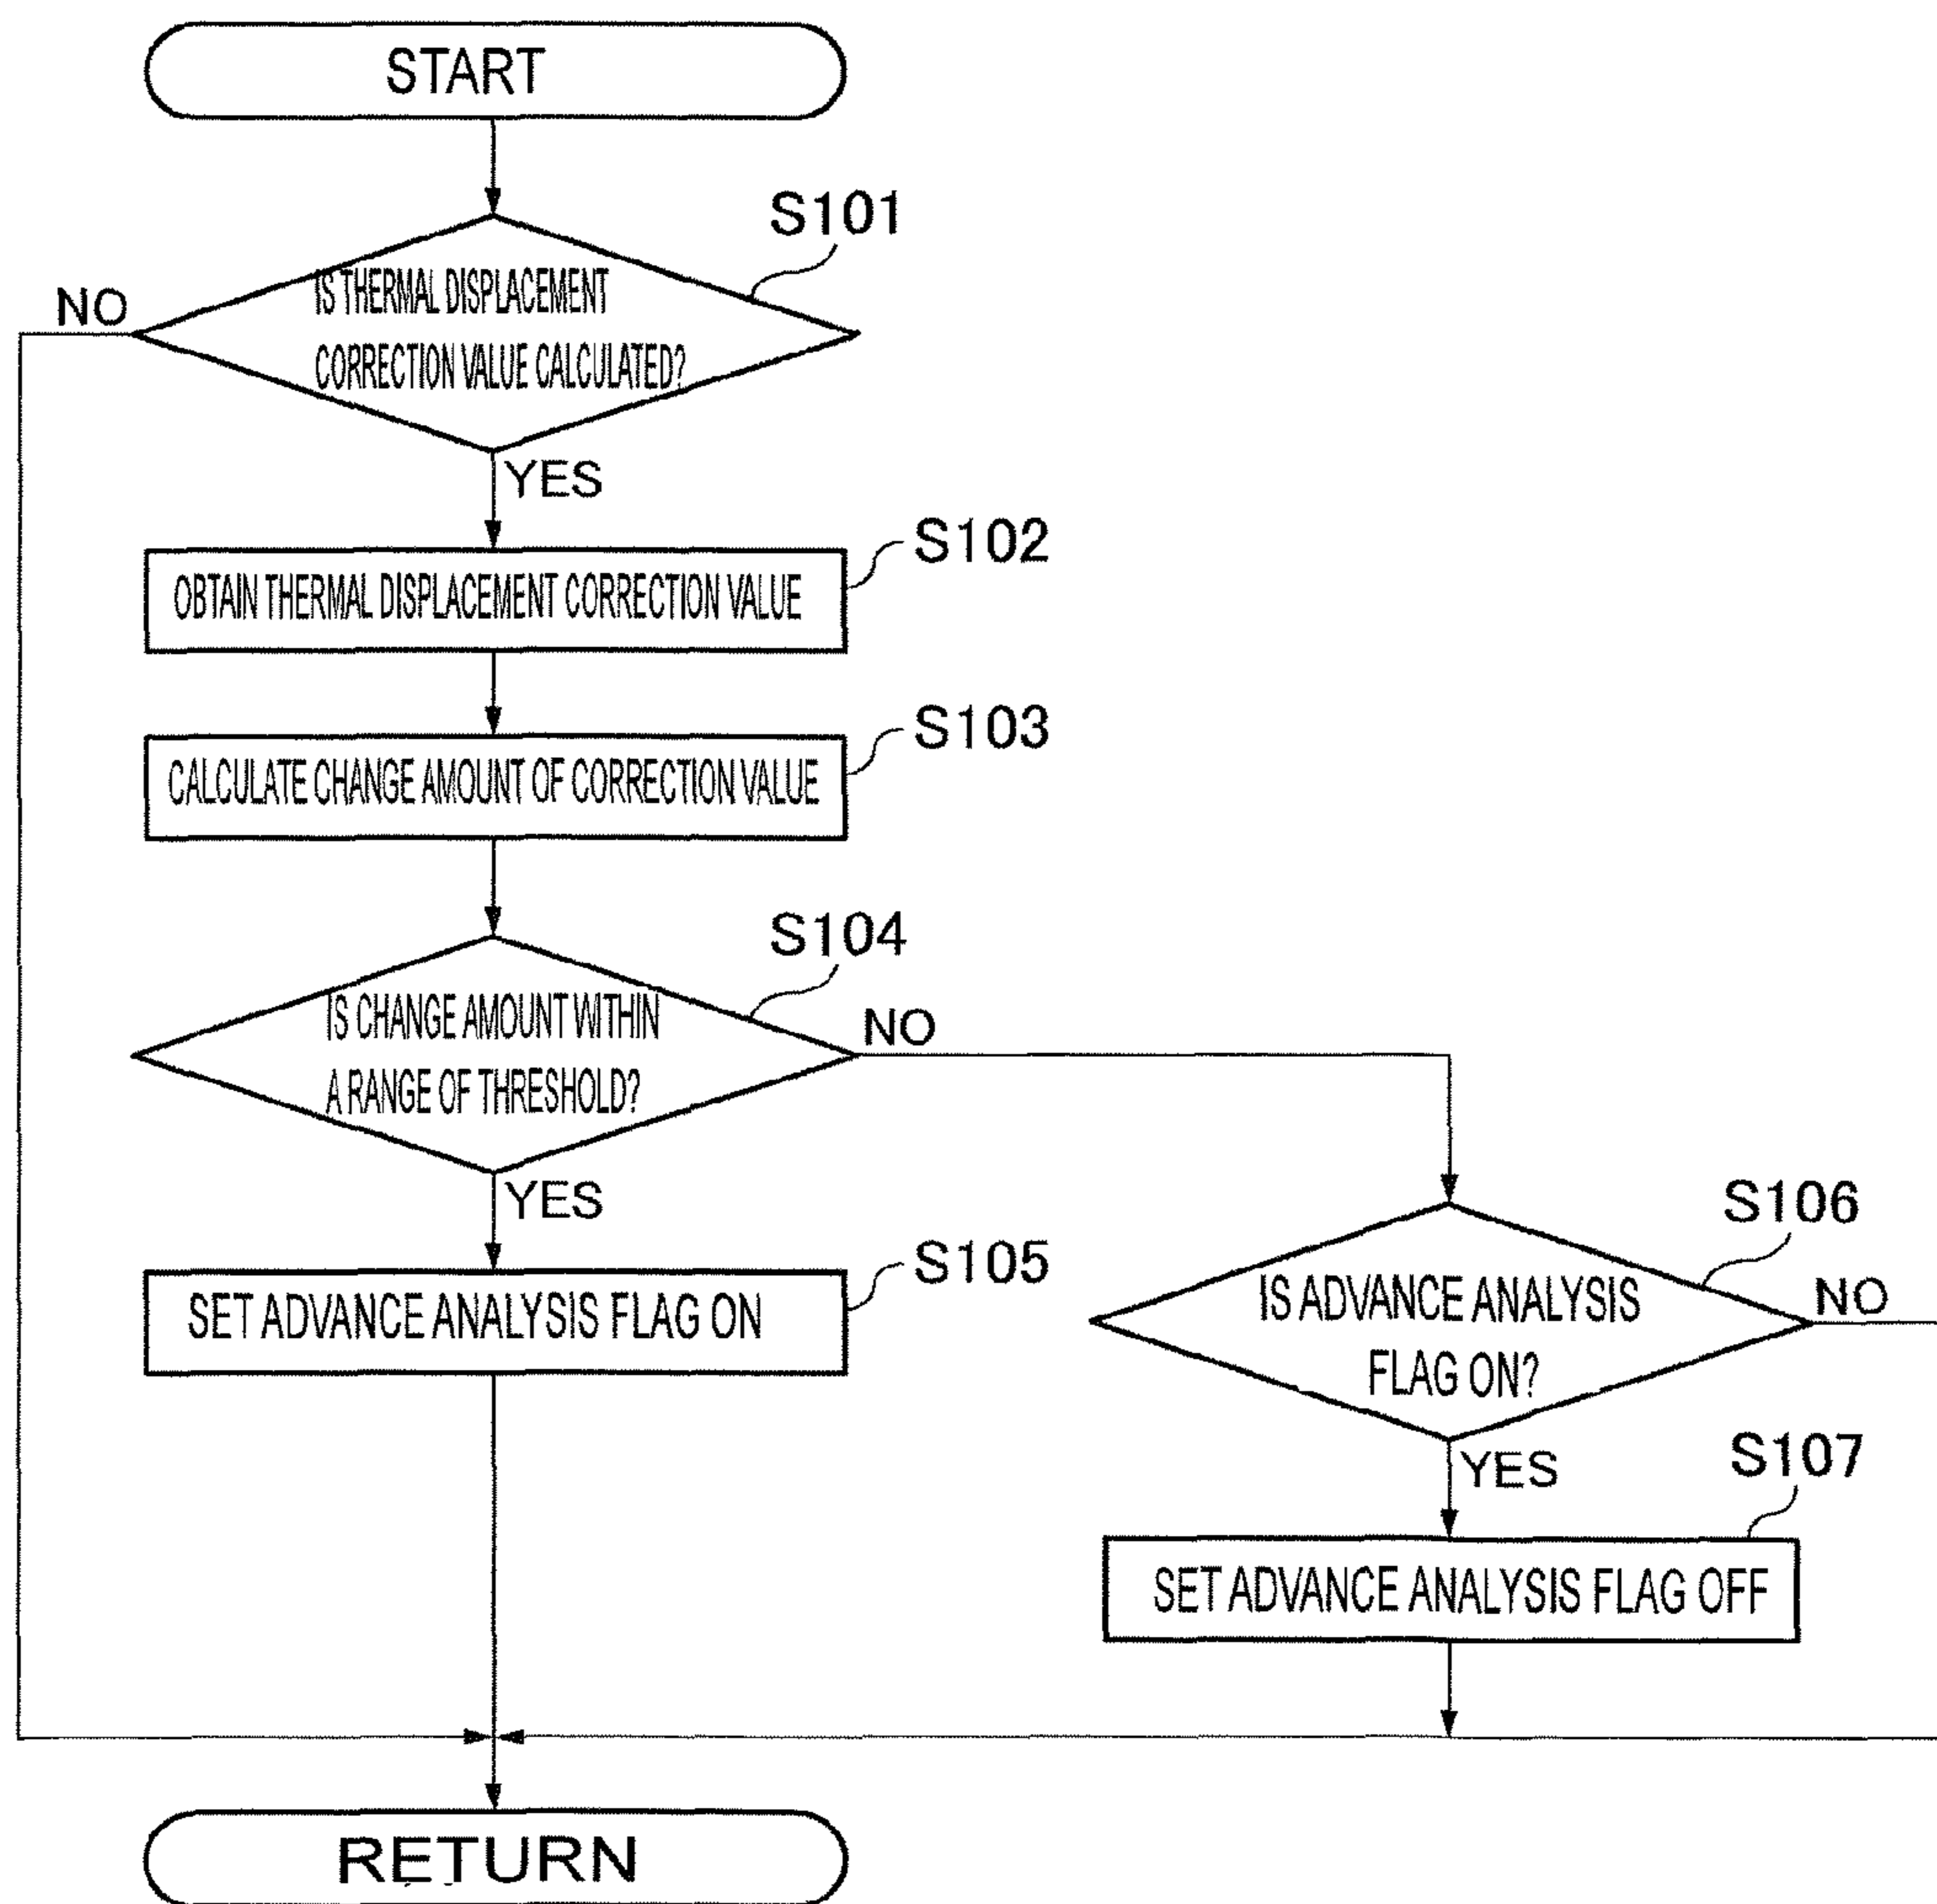 START
S101
IS THERMAL DISPLACEMENT
CORRECTION VALUE CALCULATED?
NO
YES
S102
OBTAIN THERMAL DISPLACEMENT CORRECTION VALUE
S103
CALCULATE CHANGE AMOUNT OF CORRECTION VALUE
S104
IS CHANGE AMOUNT WITHIN
A RANGE OF THRESHOLD?
NO
YES
S105
SET ADVANCE ANALYSIS FLAG ON
S106
IS ADVANCE ANALYSIS
FLAG ON?
NO
YES
S107
SET ADVANCE ANALYSIS FLAG OFF
RETURN